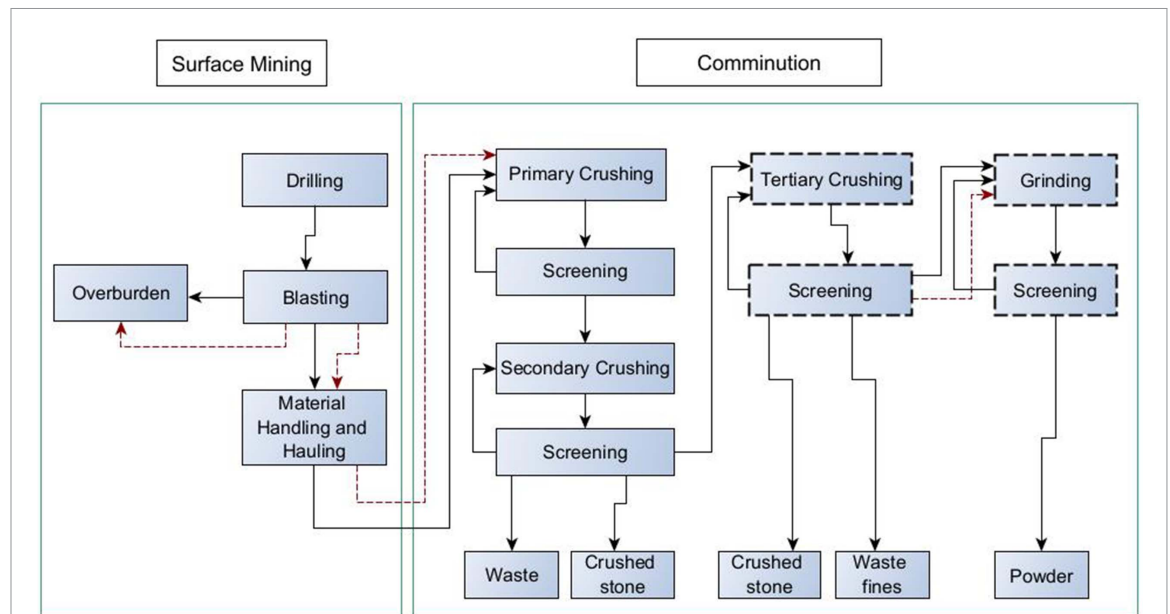 Surface Mining
Comminution
Drilling
Overburden
Blasting
Material
Handling and
Hauling
Primary Crushing
Screening
Secondary Crushing
Screening
Waste
Crushed
stone
Tertiary Crushing
Screening
Crushed
stone
Waste
fines
Grinding
Screening
Powder